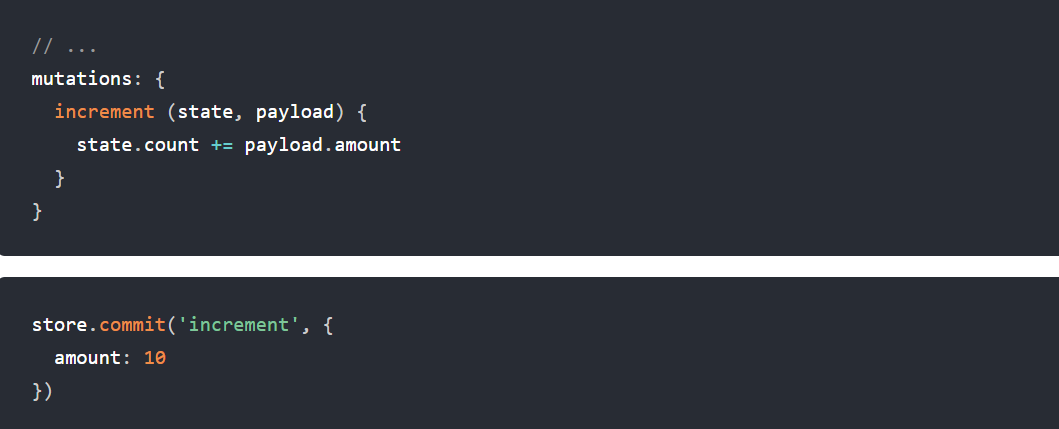 // ...
mutations: {
  increment (state, payload) {
    state.count += payload.amount
  }
}
store.commit('increment', {
  amount: 10
})